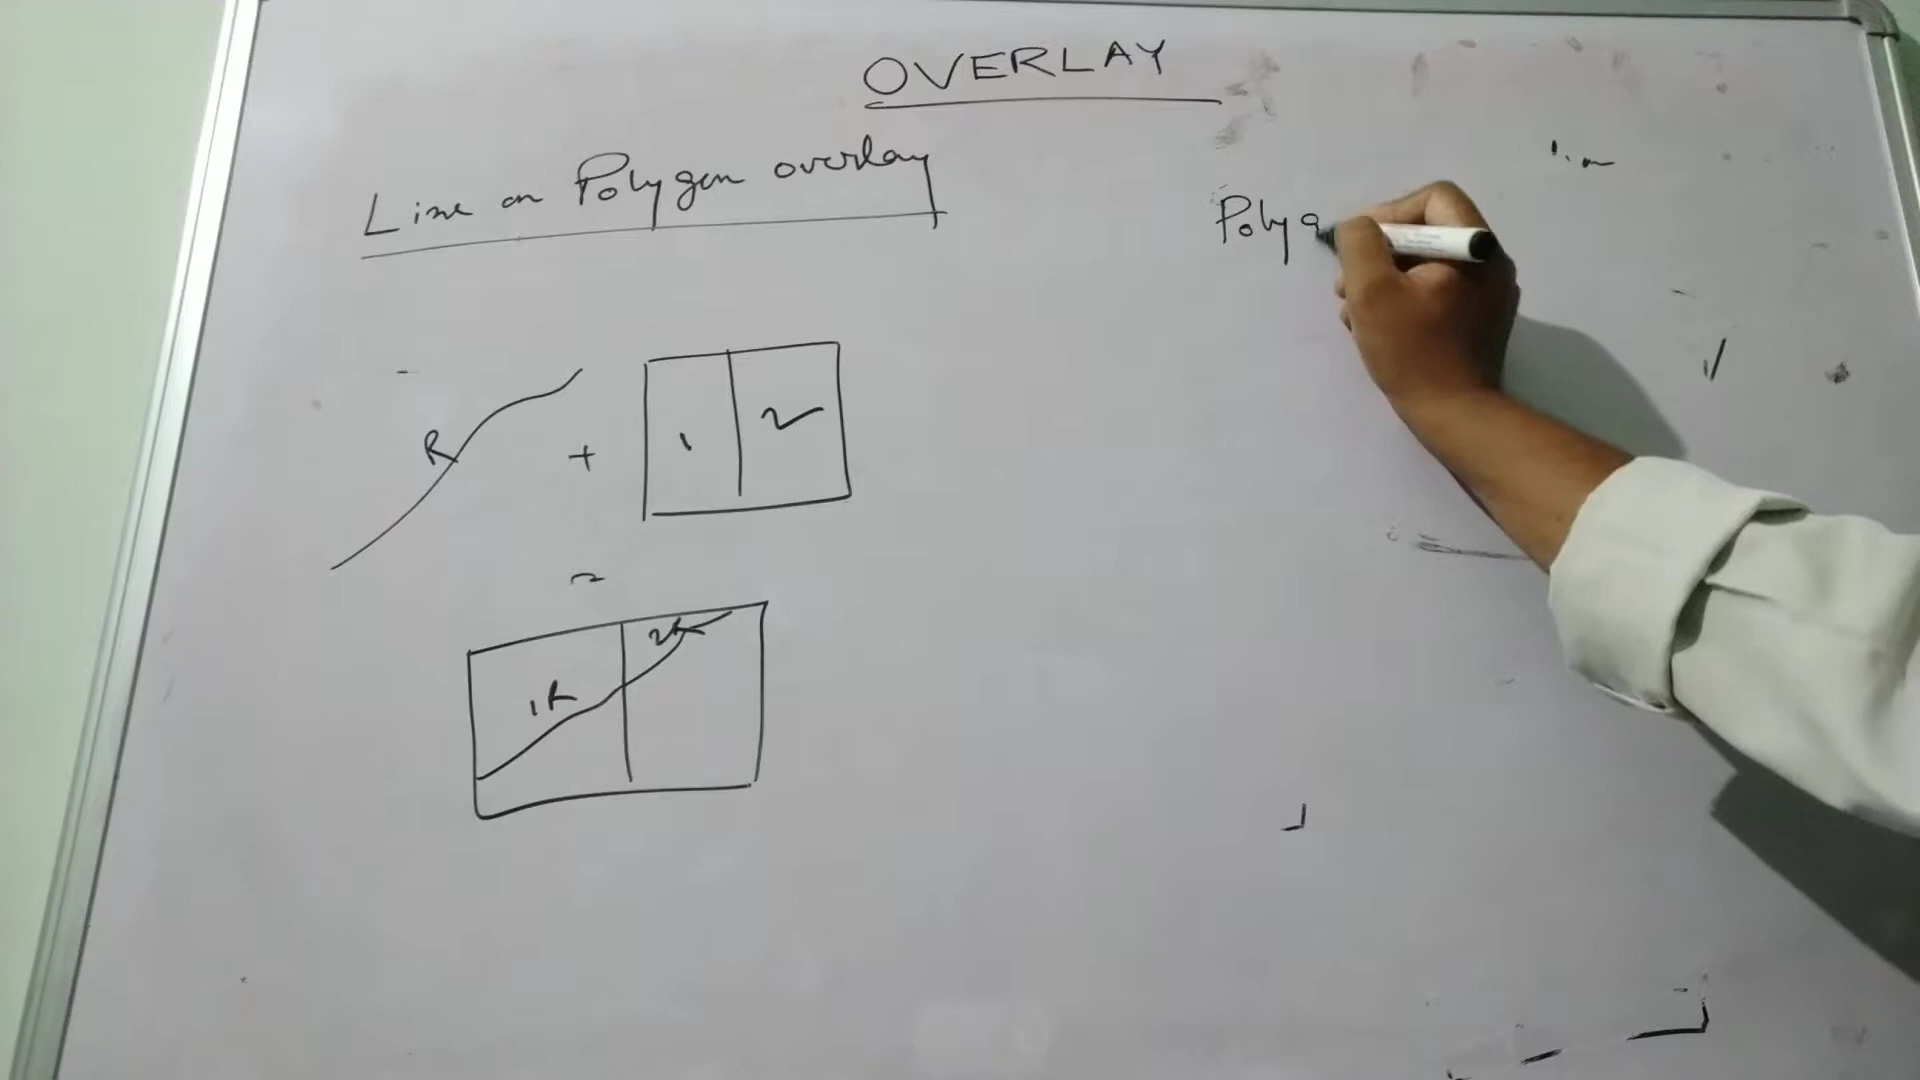 OVERLAY
Line on Polygon overlay
Polyg
R
+
1 2
=
1R 2R